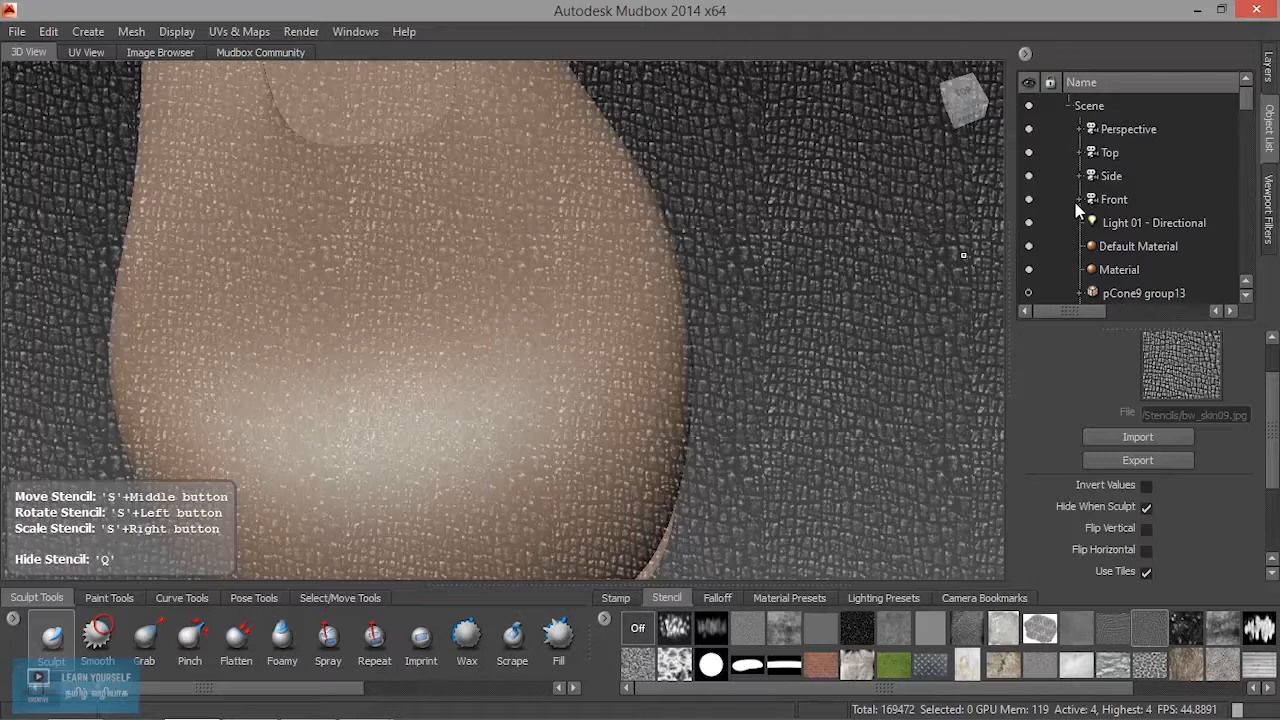 Autodesk Mudbox 2014 x64
File Edit Create Mesh Display UVs & Maps Render Windows Help
3D View UV View Image Browser Mudbox Community
TOP
Name
Scene
Perspective
Top
Side
Front
Light 01 - Directional
Default Material
Material
pCone9 group13
Layers
Object List
Viewport Filters
File /Stencils/bw_skin09.jpg
Import
Export
Invert Values
Hide When Sculpt
Flip Vertical
Flip Horizontal
Use Tiles
Move Stencil: 'S'+Middle button
Rotate Stencil: 'S'+Left button
Scale Stencil: 'S'+Right button
Hide Stencil: 'Q'
Sculpt Tools Paint Tools Curve Tools Pose Tools Select/Move Tools
Stamp Stencil Falloff Material Presets Lighting Presets Camera Bookmarks
Off
Sculpt Smooth Grab Pinch Flatten Foamy Spray Repeat Imprint Wax Scrape Fill
LEARN YOURSELF
தமிழ் வழியாக
CREATIVE
Total: 169472 Selected: 0 GPU Mem: 119 Active: 4, Highest: 4 FPS: 44.8891